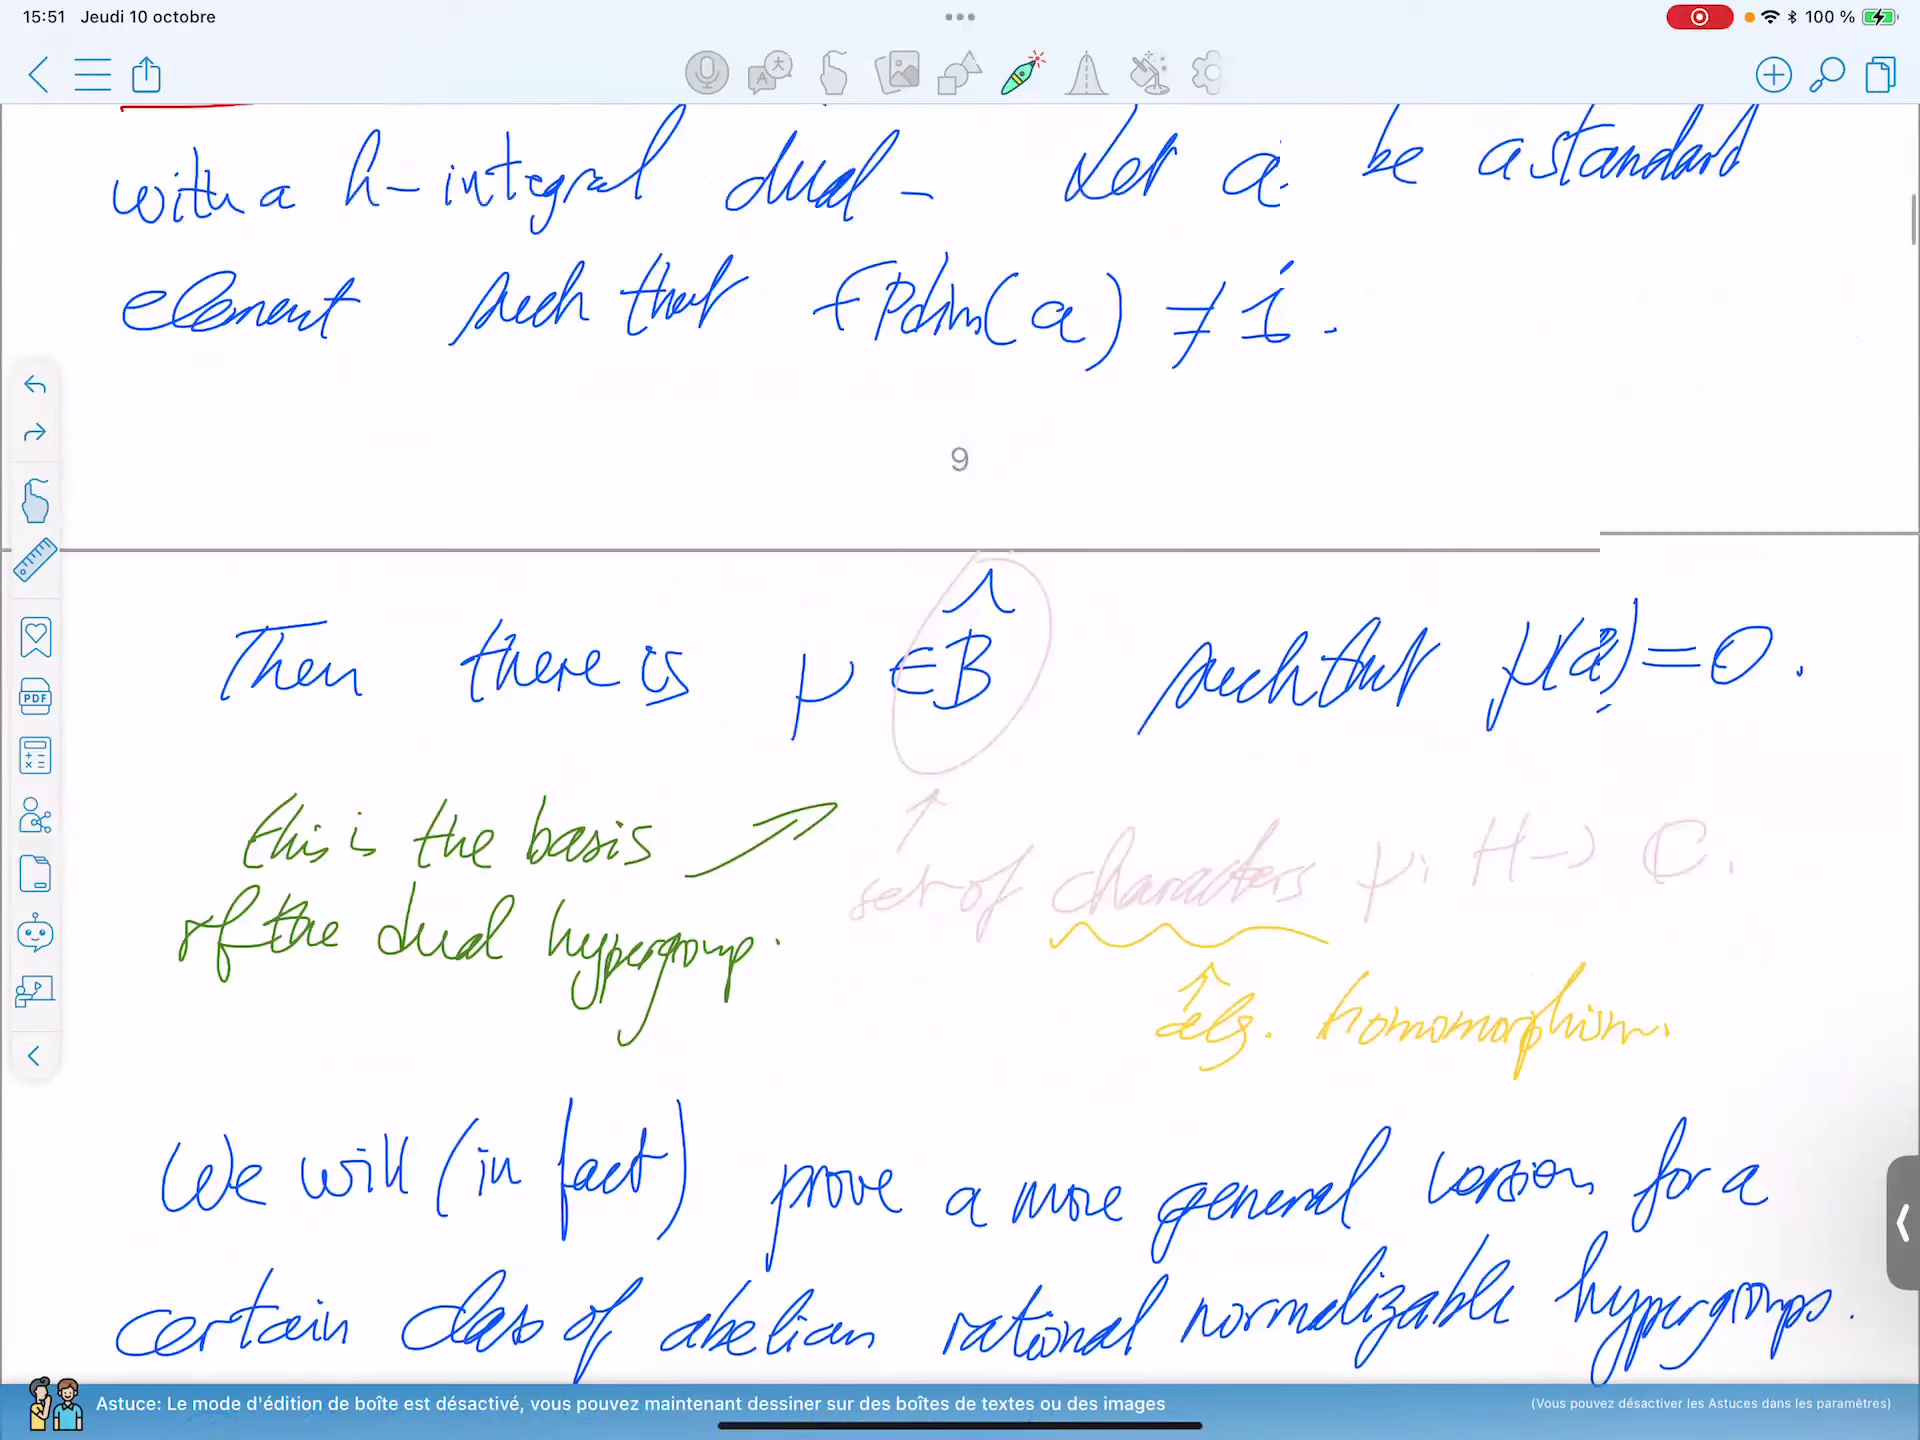 15:51 Jeudi 10 octobre
100 %
with a h-integral dual - Let a be a standard
element such that FPdim(a) ≠ 1.
9
Then there is μ ∈ B̂ such that μ(a) = 0.
this is the basis
of the dual hypergroup.
set of characters μ: H → ℂ.
alg. homomorphism.
We will (in fact) prove a more general version for a
certain class of abelian rational normalizable hypergroups.
PDF
Astuce: Le mode d'édition de boîte est désactivé, vous pouvez maintenant dessiner sur des boîtes de textes ou des images
(Vous pouvez désactiver les Astuces dans les paramètres)